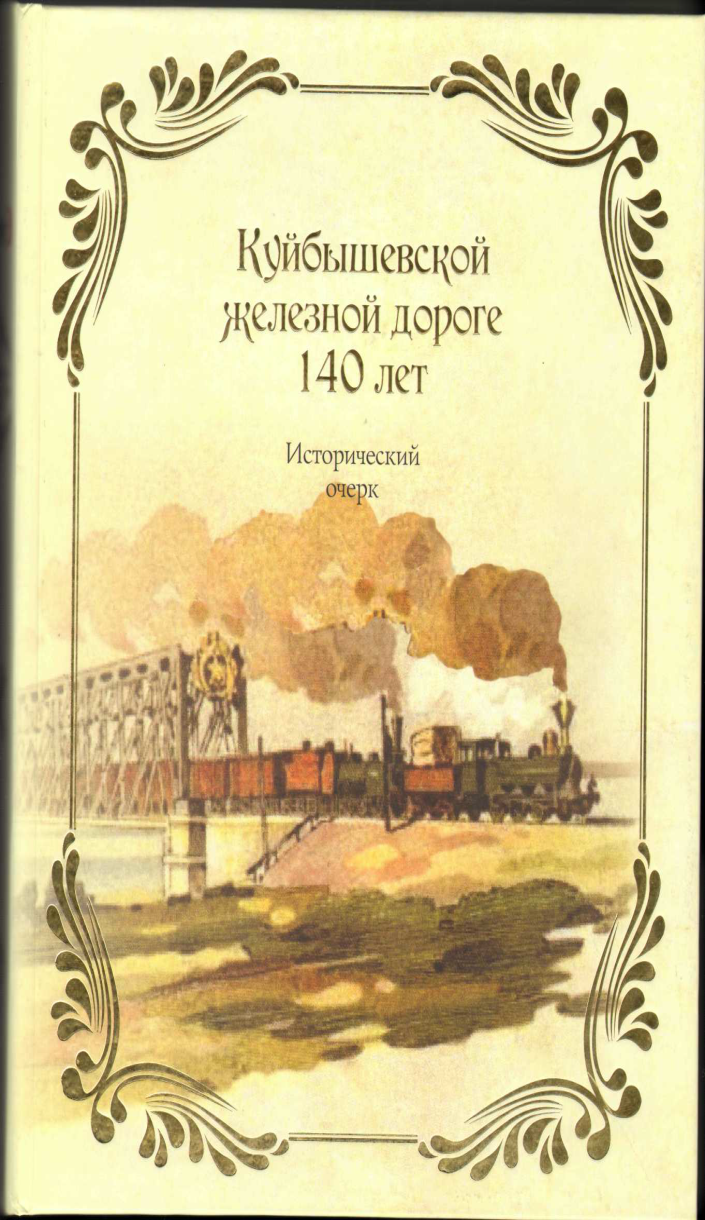 Куйбышевской
железной дороге
140 лет
Исторический
очерк